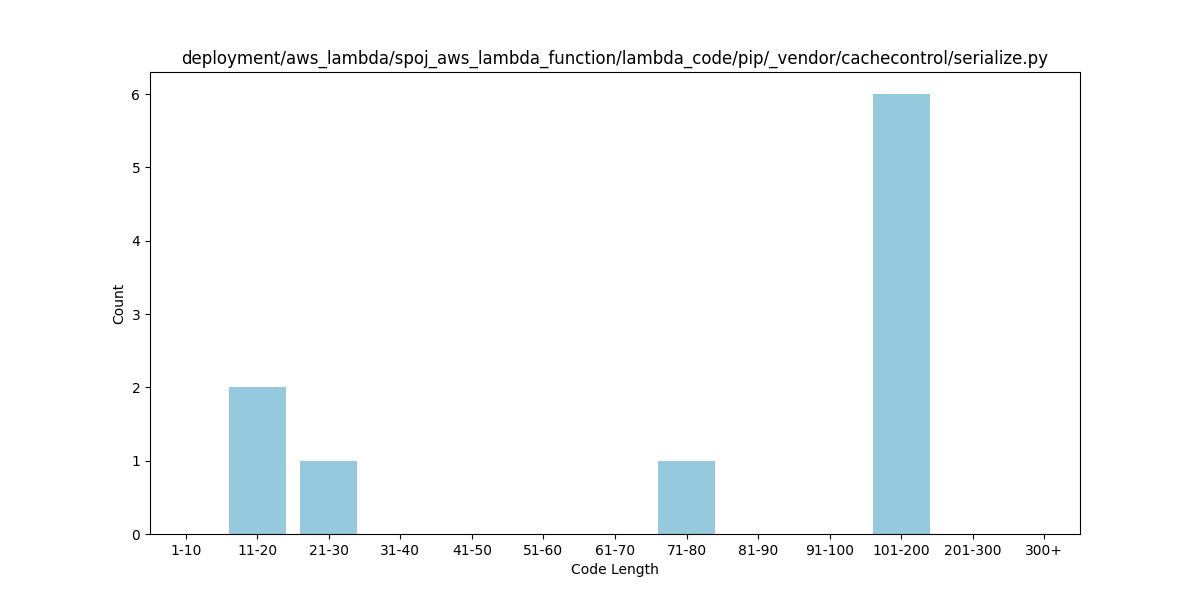 deployment/aws_lambda/spoj_aws_lambda_function/lambda_code/pip/_vendor/cachecontrol/serialize.py
6
5
4
3
2
1
0
Count
1-10 11-20 21-30 31-40 41-50 51-60 61-70 71-80 81-90 91-100 101-200 201-300 300+
Code Length